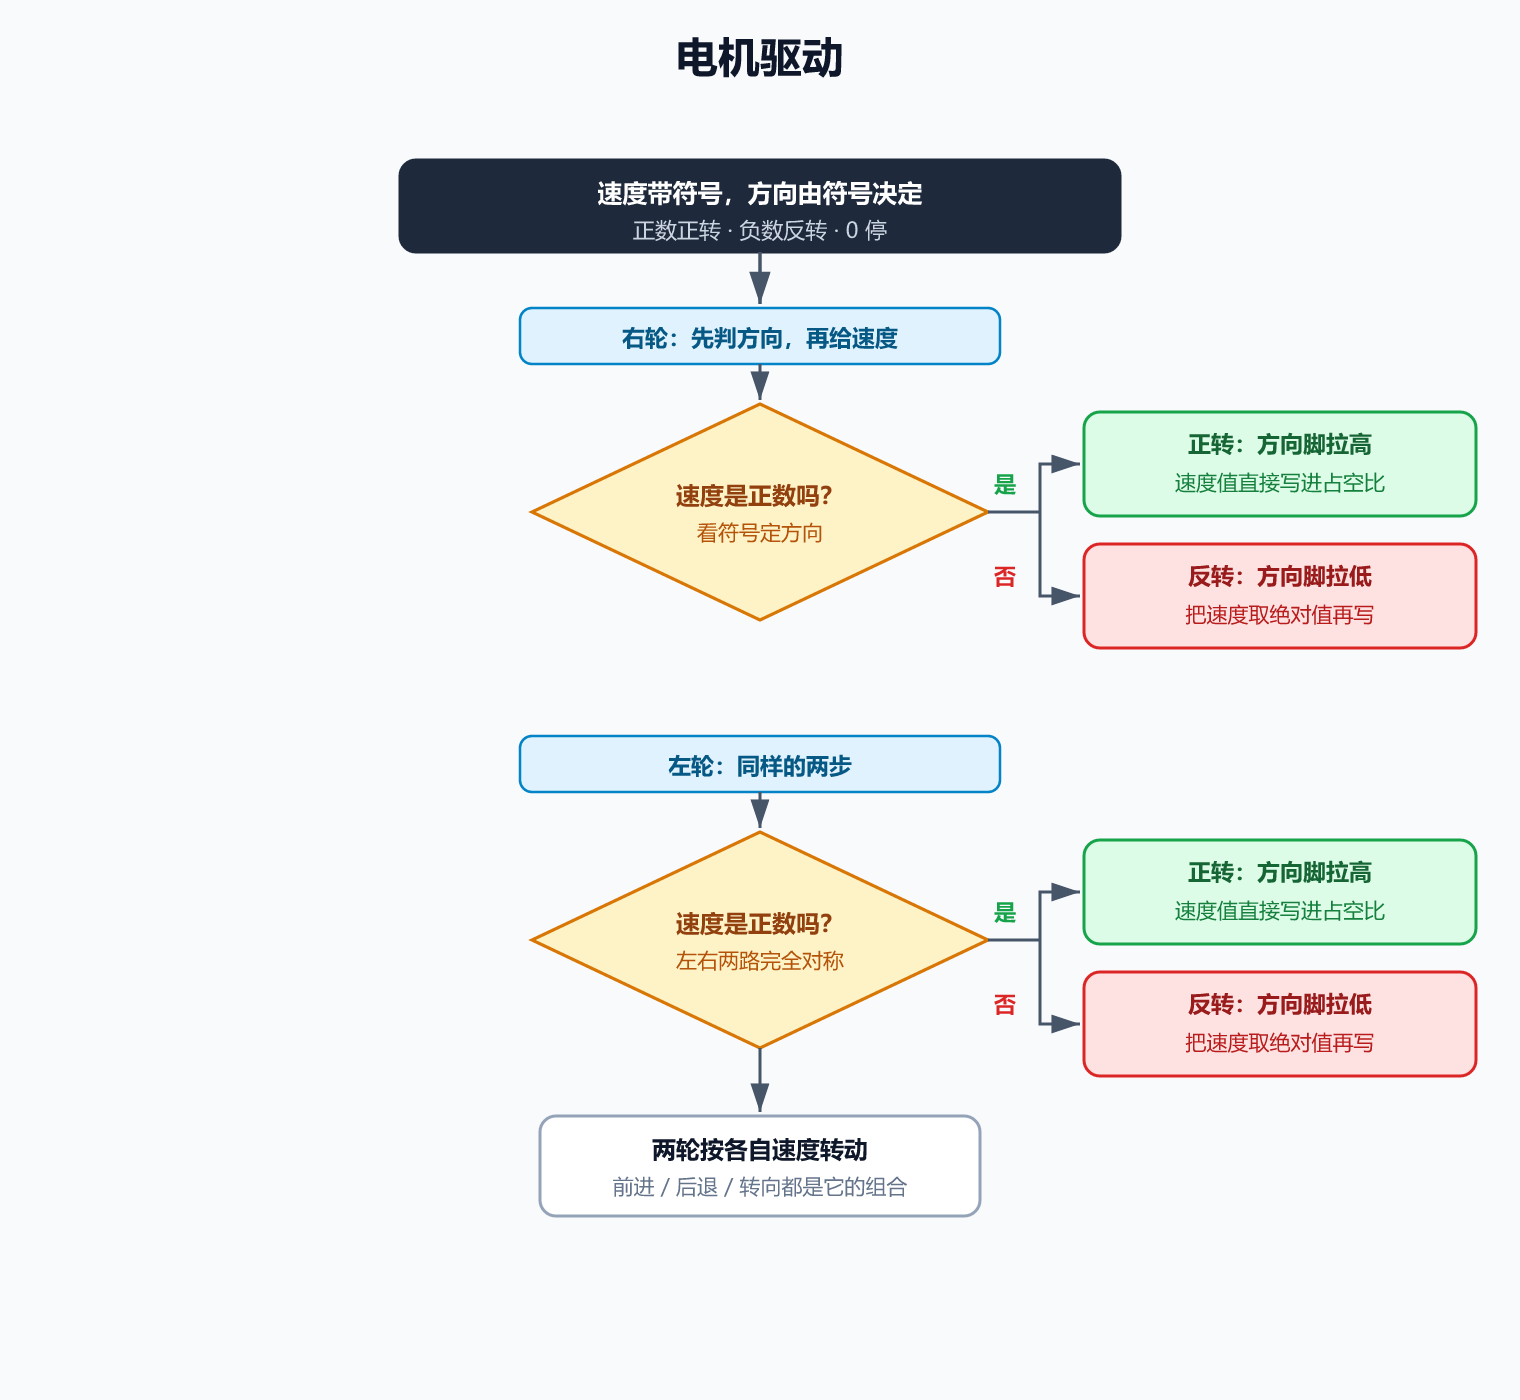 电机驱动
速度带符号，方向由符号决定
正数正转 · 负数反转 · 0 停
右轮：先判方向，再给速度
速度是正数吗？
看符号定方向
是
否
正转：方向脚拉高
速度值直接写进占空比
反转：方向脚拉低
把速度取绝对值再写
左轮：同样的两步
速度是正数吗？
左右两路完全对称
是
否
正转：方向脚拉高
速度值直接写进占空比
反转：方向脚拉低
把速度取绝对值再写
两轮按各自速度转动
前进 / 后退 / 转向都是它的组合